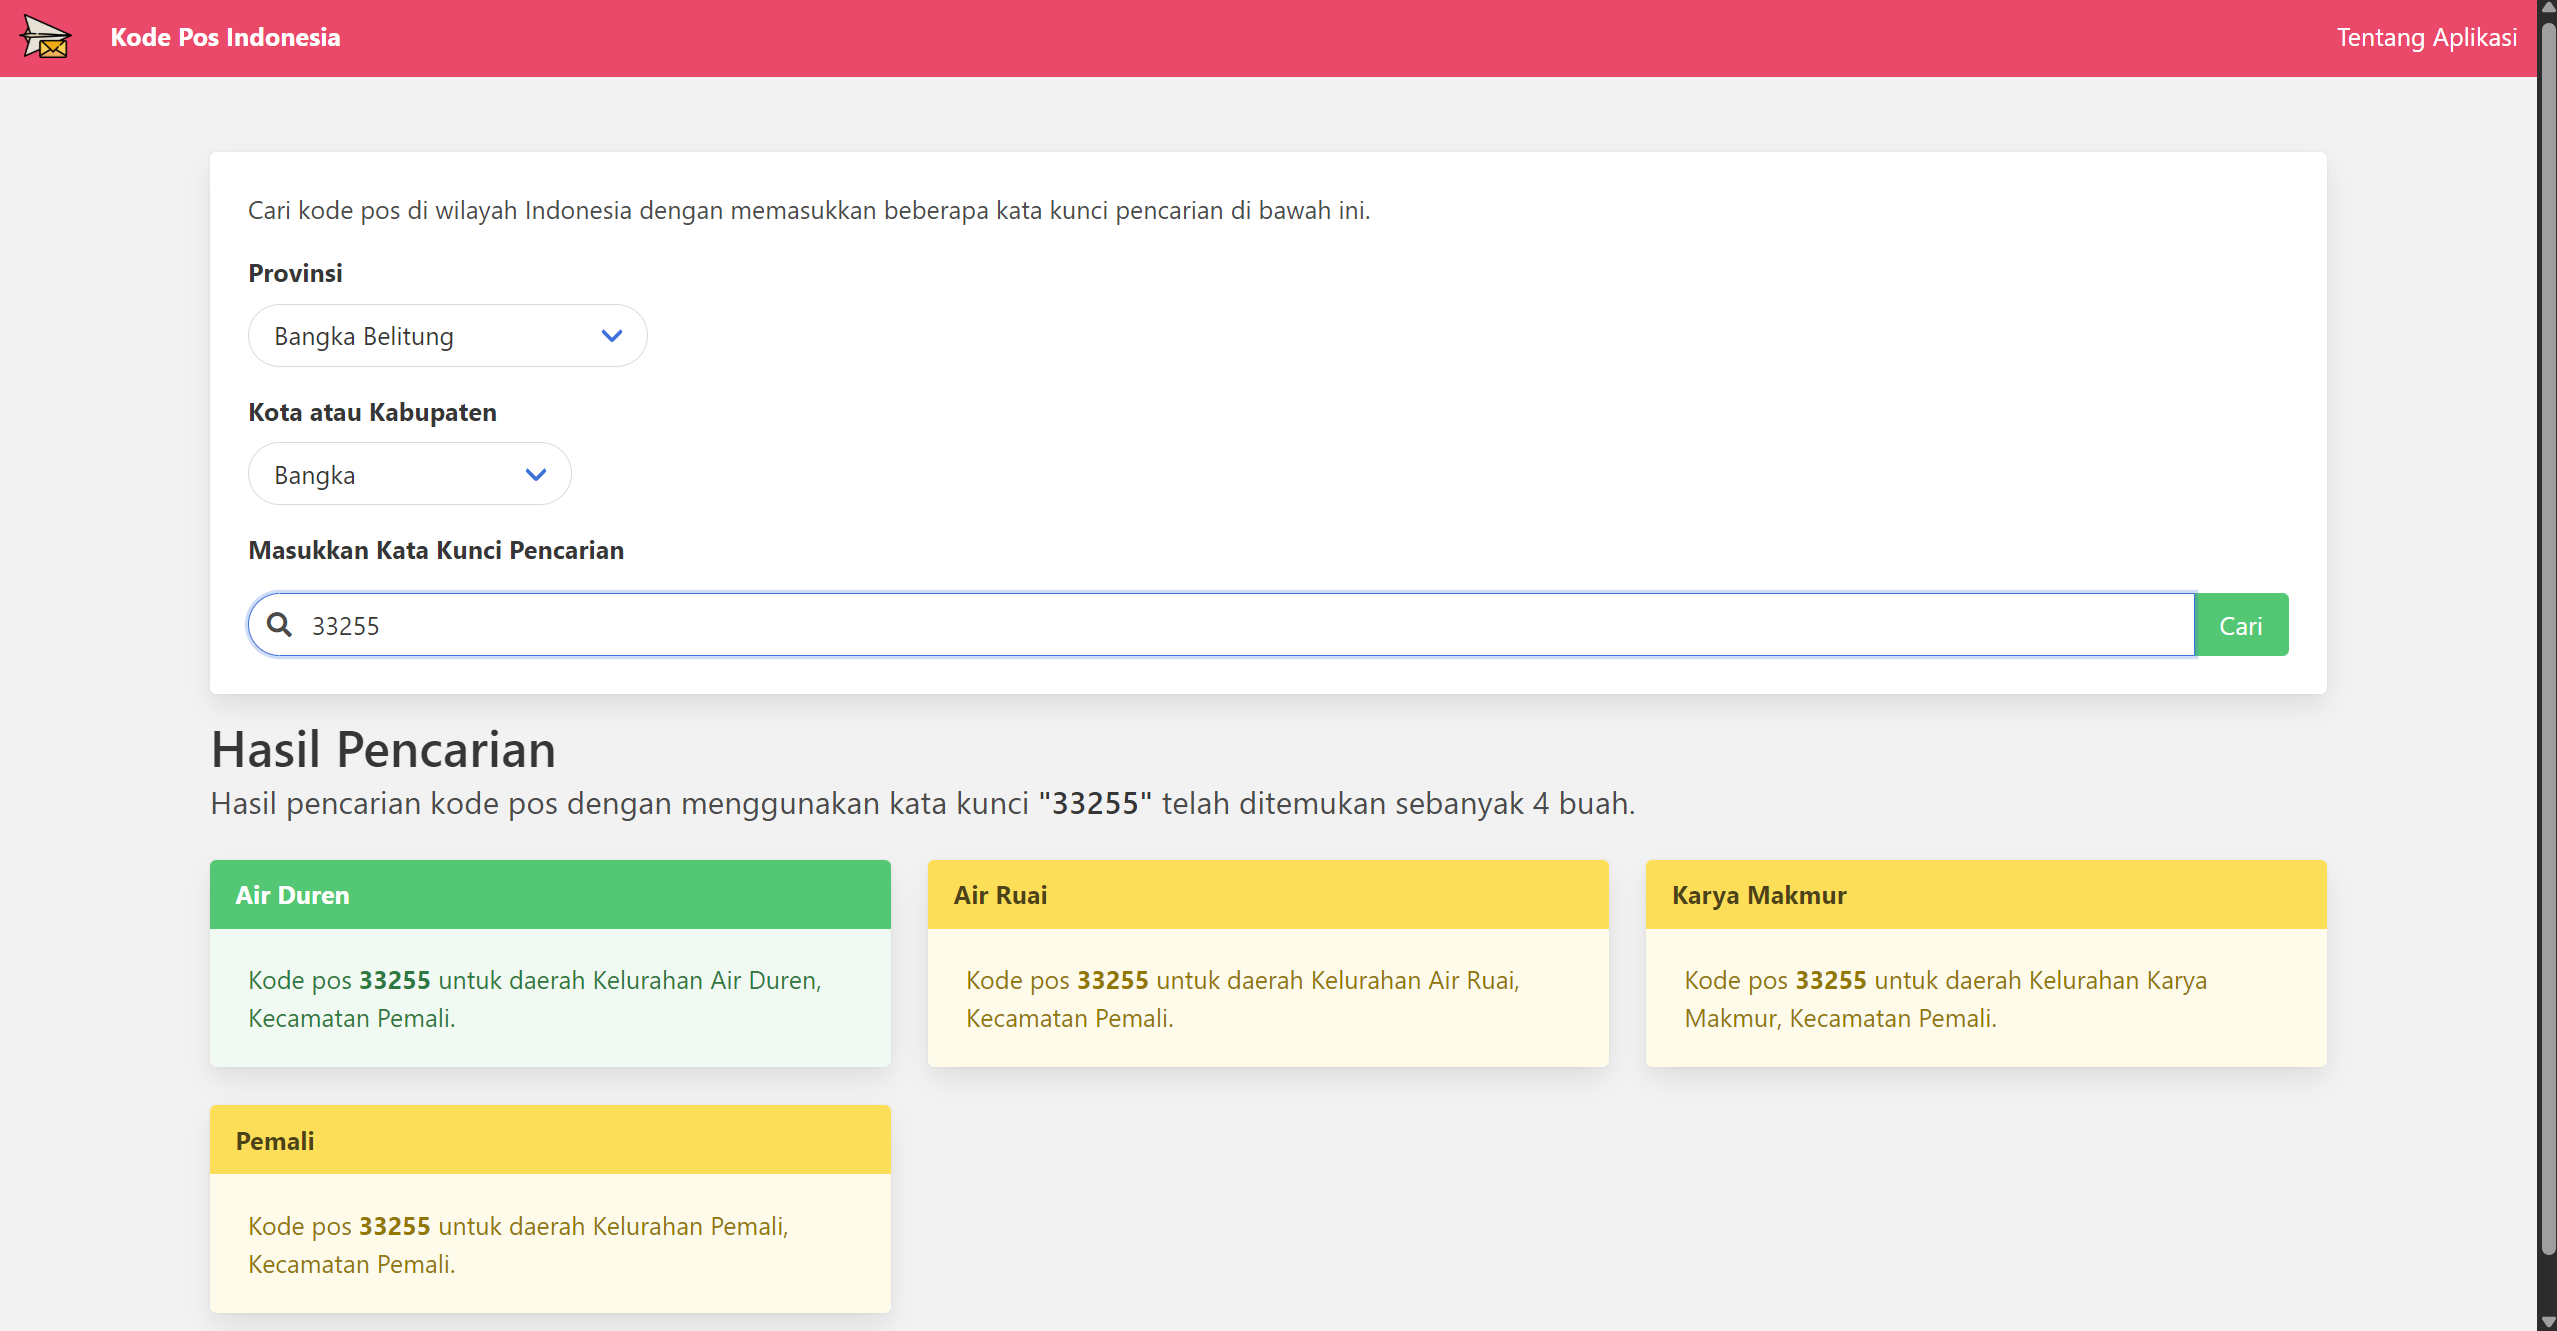 Kode Pos Indonesia
Tentang Aplikasi
Cari kode pos di wilayah Indonesia dengan memasukkan beberapa kata kunci pencarian di bawah ini.
Provinsi
Bangka Belitung
Kota atau Kabupaten
Bangka
Masukkan Kata Kunci Pencarian
33255
Cari
Hasil Pencarian
Hasil pencarian kode pos dengan menggunakan kata kunci "33255" telah ditemukan sebanyak 4 buah.
Air Duren
Kode pos 33255 untuk daerah Kelurahan Air Duren,
Kecamatan Pemali.
Air Ruai
Kode pos 33255 untuk daerah Kelurahan Air Ruai,
Kecamatan Pemali.
Karya Makmur
Kode pos 33255 untuk daerah Kelurahan Karya
Makmur, Kecamatan Pemali.
Pemali
Kode pos 33255 untuk daerah Kelurahan Pemali,
Kecamatan Pemali.